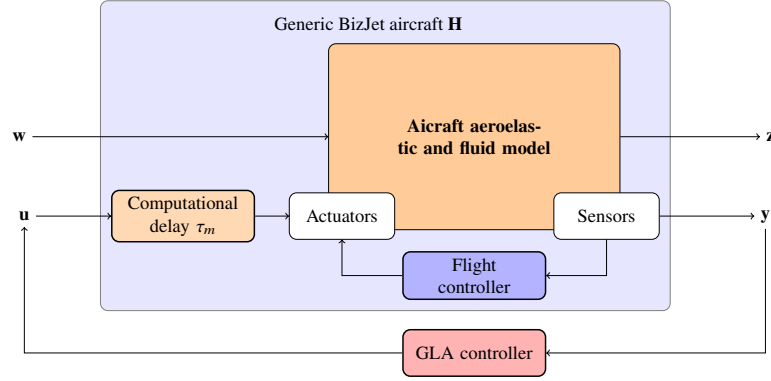 Generic BizJet aircraft H
w
Aicraft aeroelas-
tic and fluid model
z
u
Computational
delay τm
Actuators
Sensors
y
Flight
controller
GLA controller